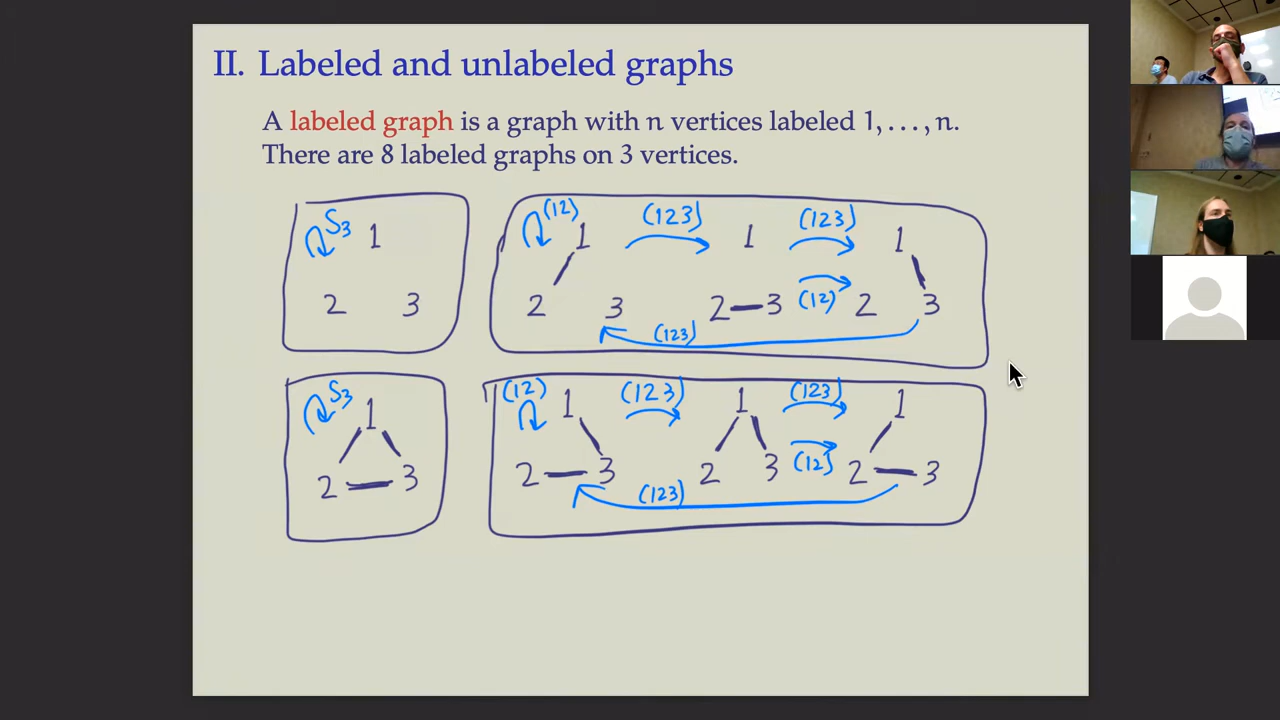 II. Labeled and unlabeled graphs
A labeled graph is a graph with n vertices labeled 1, . . . , n.
There are 8 labeled graphs on 3 vertices.
S3 1
2 3
(12) 1 (123) 1 (123) 1
2 3 2 3 (12) 2 3
(123)
S3 1
2 3
(12) 1 (123) 1 (123) 1
2 3 2 3 (12) 2 3
(123)